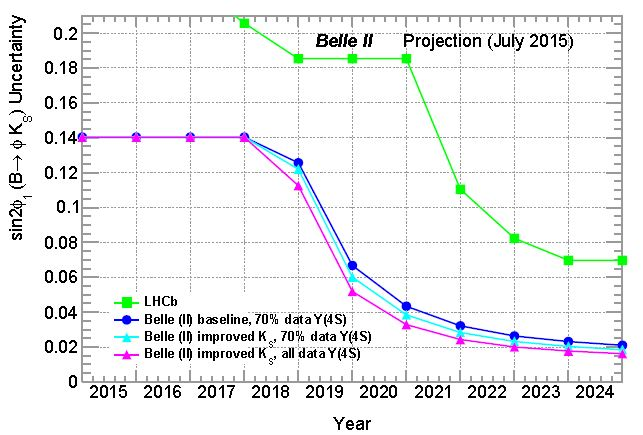 Belle II Projection (July 2015)
sin2ϕ₁ (B→ ϕ K_S) Uncertainty
0.2
0.18
0.16
0.14
0.12
0.1
0.08
0.06
0.04
0.02
0
LHCb
Belle (II) baseline, 70% data Y(4S)
Belle (II) improved K_S, 70% data Y(4S)
Belle (II) improved K_S, all data Y(4S)
2015 2016 2017 2018 2019 2020 2021 2022 2023 2024
Year